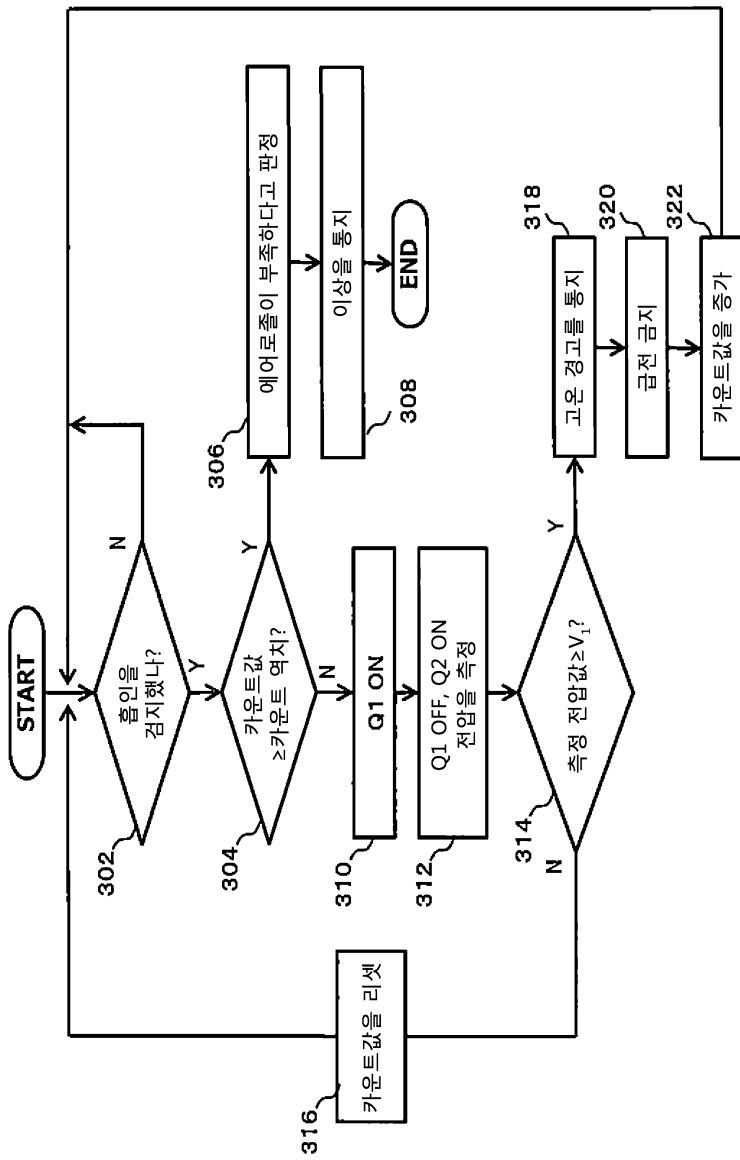 START
흡인을
검지했나?
302
N
Y
카운트값
≥카운트 역치?
304
Y
N
에어로졸이 부족하다고 판정
306
이상을 통지
308
END
Q1 ON
310
Q1 OFF, Q2 ON
전압을 측정
312
측정 전압값≥V₁?
314
N
Y
카운트값을 리셋
316
고온 경고를 통지
318
급전 금지
320
카운트값을 증가
322